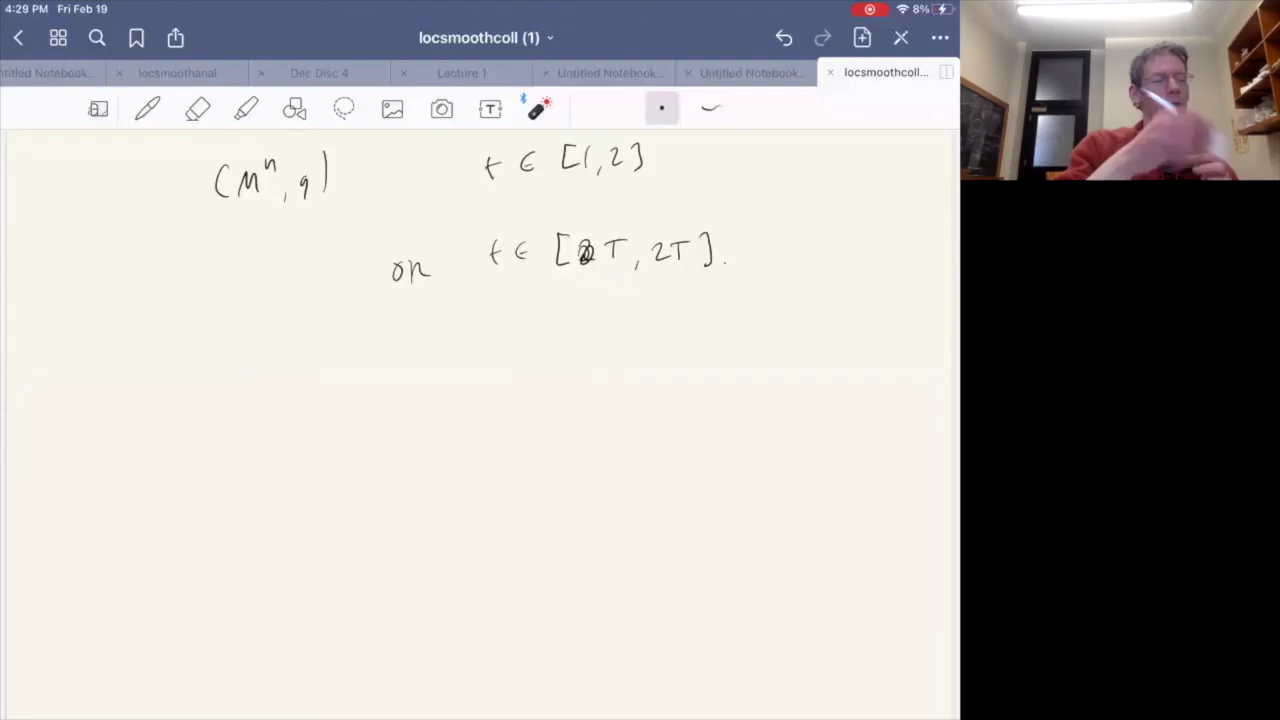 4:29 PM Fri Feb 19
8%
locsmoothcoll (1)
ntitled Notebook...
locsmoothanal
Dec Disc 4
Lecture 1
Untitled Notebook...
Untitled Notebook...
locsmoothcoll...
T
(Mⁿ, g)
t ∈ [1, 2]
or t ∈ [T, 2T].